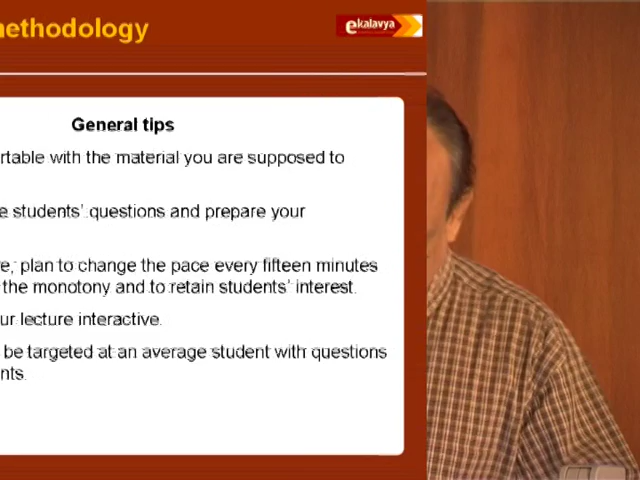 methodology
ekalavya
General tips
rtable with the material you are supposed to
e students' questions and prepare your
e, plan to change the pace every fifteen minutes
the monotony and to retain students' interest.
ur lecture interactive.
be targeted at an average student with questions
nts.